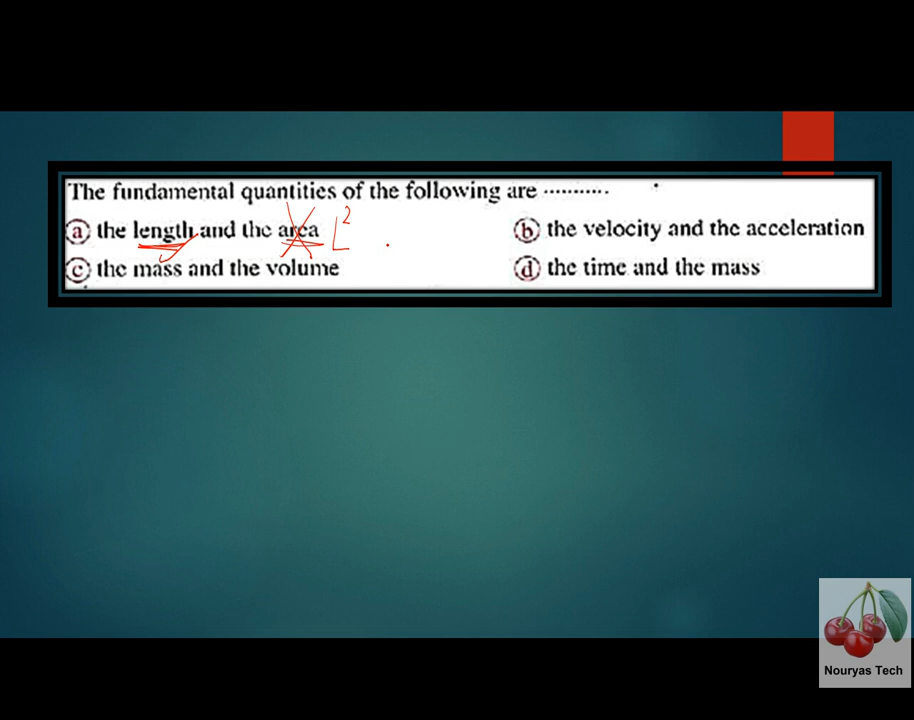 The fundamental quantities of the following are ...........
(a) the length and the area L²
(b) the velocity and the acceleration
(c) the mass and the volume
(d) the time and the mass
Nouryas Tech